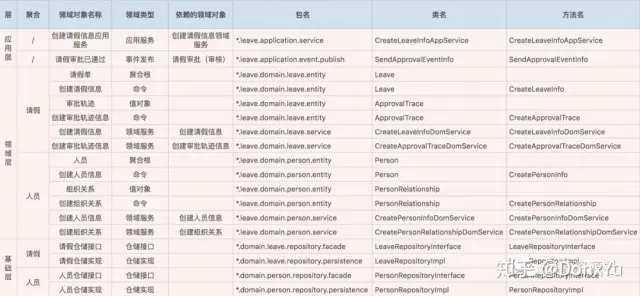 层 聚合 领域对象名称 领域类型 依赖的领域对象 包名 类名 方法名
应用层 / 创建请假信息应用服务 应用服务 创建请假信息领域服务 *.leave.application.service CreateLeaveInfoAppService CreateLeaveInfoAppService
/ 请假审批已通过 事件发布 请假审批（审核） *.leave.application.event.publish SendApprovalEventInfo SendApprovalEventInfo
领域层 请假 请假单 聚合根 *.leave.domain.leave.entity Leave
创建请假信息 命令 *.leave.domain.leave.entity Leave CreateLeaveInfo
审批轨迹 值对象 *.leave.domain.leave.entity ApprovalTrace
创建审批轨迹信息 命令 *.leave.domain.leave.entity ApprovalTrace CreateApprovalTrace
创建请假信息 领域服务 创建请假信息 *.leave.domain.leave.service CreateLeaveInfoDomService CreateLeaveInfoDomService
创建审批轨迹信息 领域服务 创建审批轨迹信息 *.leave.domain.leave.service CreateApprovalTraceDomService CreateApprovalTraceDomService
人员 人员 聚合根 *.leave.domain.person.entity Person
创建人员信息 命令 *.leave.domain.person.entity Person CreatePersonInfo
组织关系 值对象 *.leave.domain.person.entity PersonRelationship
创建组织关系 命令 *.leave.domain.person.entity PersonRelationship CreatePersonRelationship
创建人员信息 领域服务 创建人员信息 *.leave.domain.person.service CreatePersonInfoDomService CreatePersonInfoDomService
创建组织关系 领域服务 创建组织关系 *.leave.domain.person.service CreatePersonRelationshipDomService CreatePersonRelationshipDomService
基础层 请假 请假仓储接口 仓储接口 *.domain.leave.repository.facade LeaveRepositoryInterface LeaveRepositoryInterface
请假仓储实现 仓储实现 *.domain.leave.repository.persistence LeaveRepositoryImpl LeaveRepositoryImpl
人员 人员仓储接口 仓储接口 *.domain.person.repository.facade PersonRepositoryInterface PersonRepositoryInterface
人员仓储实现 仓储实现 *.domain.person.repository.persistence PersonRepositoryImpl PersonRepositoryImpl
知乎 @DonxYu